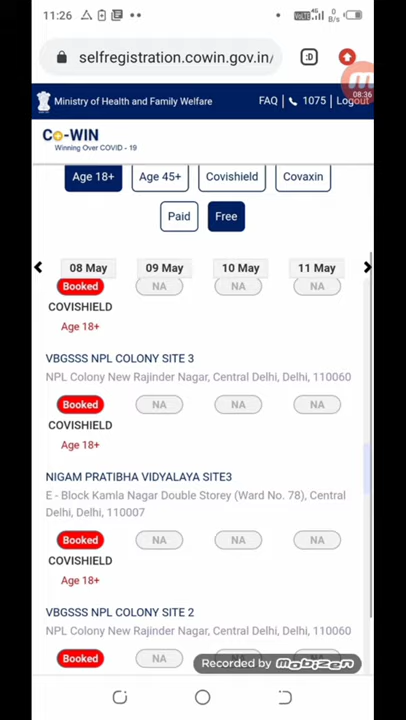 11:26
VoLTE 4G 0 B/s
selfregistration.cowin.gov.in/
:D
08:36
Ministry of Health and Family Welfare
FAQ | 1075 | Logout
CO-WIN
Winning Over COVID - 19
Age 18+ Age 45+ Covishield Covaxin
Paid Free
08 May 09 May 10 May 11 May
Booked NA NA NA
COVISHIELD
Age 18+
VBGSSS NPL COLONY SITE 3
NPL Colony New Rajinder Nagar, Central Delhi, Delhi, 110060
Booked NA NA NA
COVISHIELD
Age 18+
NIGAM PRATIBHA VIDYALAYA SITE3
E - Block Kamla Nagar Double Storey (Ward No. 78), Central
Delhi, Delhi, 110007
Booked NA NA NA
COVISHIELD
Age 18+
VBGSSS NPL COLONY SITE 2
NPL Colony New Rajinder Nagar, Central Delhi, Delhi, 110060
Booked NA
Recorded by mobizen